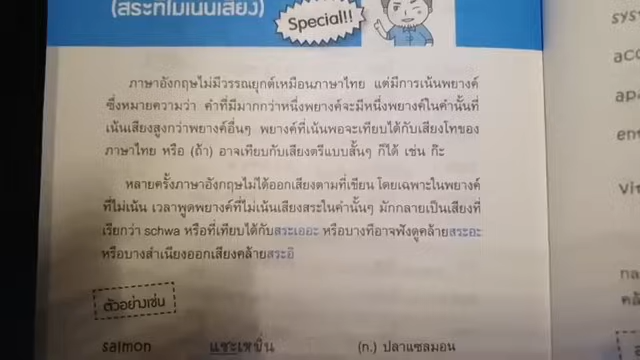 (สระที่ไม่เน้นเสียง)
Special!!
ภาษาอังกฤษไม่มีวรรณยุกต์เหมือนภาษาไทย แต่มีการเน้นพยางค์
ซึ่งหมายความว่า คำที่มีมากกว่าหนึ่งพยางค์จะมีหนึ่งพยางค์ในคำนั้นที่
เน้นเสียงสูงกว่าพยางค์อื่นๆ พยางค์ที่เน้นพอจะเทียบได้กับเสียงโทของ
ภาษาไทย หรือ (ถ้า) อาจเทียบกับเสียงตรีแบบสั้นๆ ก็ได้ เช่น ก๊ะ
หลายครั้งภาษาอังกฤษไม่ได้ออกเสียงตามที่เขียน โดยเฉพาะในพยางค์
ที่ไม่เน้น เวลาพูดพยางค์ที่ไม่เน้นเสียงสระในคำนั้นๆ มักกลายเป็นเสียงที่
เรียกว่า schwa หรือที่เทียบได้กับสระเออะ หรือบางทีอาจฟังดูคล้ายสระอะ
หรือบางสำเนียงออกเสียงคล้ายสระอิ
ตัวอย่างเช่น
salmon แซะเหมิ่น (n.) ปลาแซลมอน